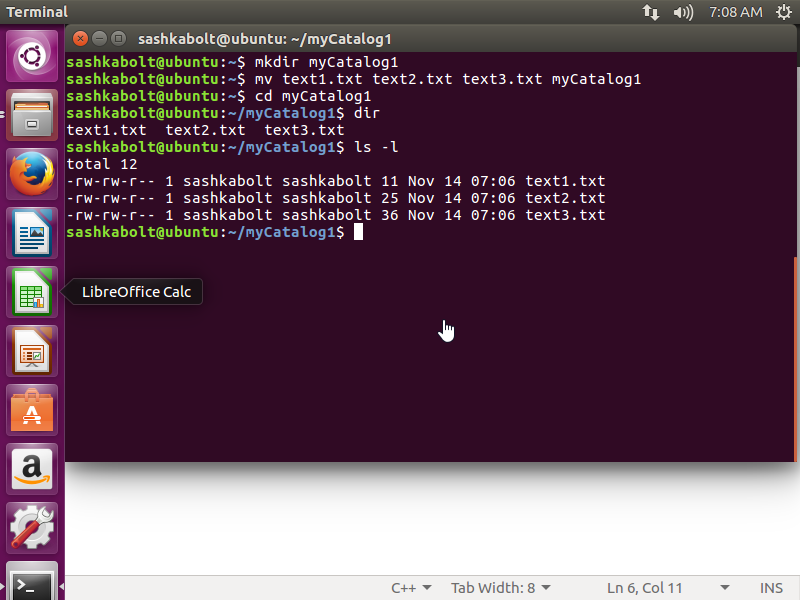 Terminal
7:08 AM
sashkabolt@ubuntu: ~/myCatalog1
sashkabolt@ubuntu:~$ mkdir myCatalog1
sashkabolt@ubuntu:~$ mv text1.txt text2.txt text3.txt myCatalog1
sashkabolt@ubuntu:~$ cd myCatalog1
sashkabolt@ubuntu:~/myCatalog1$ dir
text1.txt  text2.txt  text3.txt
sashkabolt@ubuntu:~/myCatalog1$ ls -l
total 12
-rw-rw-r-- 1 sashkabolt sashkabolt 11 Nov 14 07:06 text1.txt
-rw-rw-r-- 1 sashkabolt sashkabolt 25 Nov 14 07:06 text2.txt
-rw-rw-r-- 1 sashkabolt sashkabolt 36 Nov 14 07:06 text3.txt
sashkabolt@ubuntu:~/myCatalog1$
LibreOffice Calc
A
a
>_
C++
Tab Width: 8
Ln 6, Col 11
INS